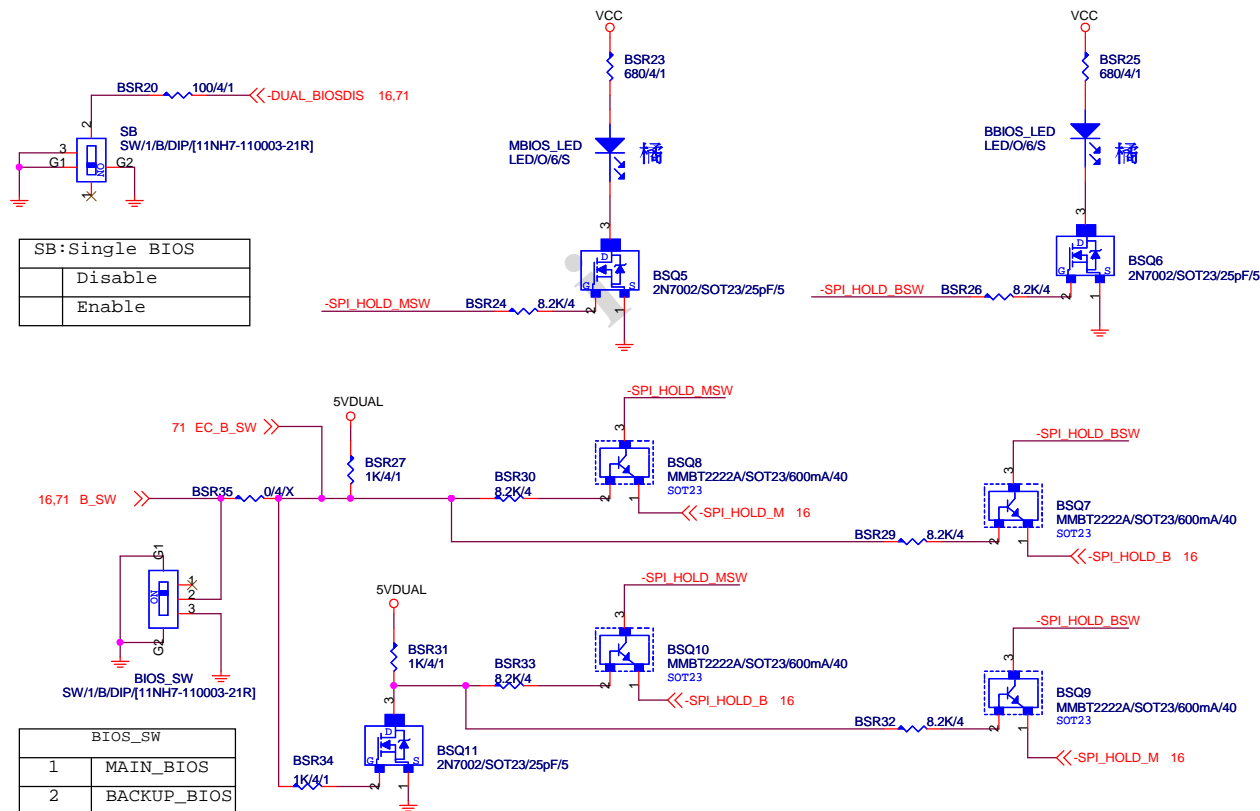 VCC
VCC
BSR23
680/4/1
BSR25
680/4/1
BSR20 100/4/1 -DUAL_BIOSDIS 16,71
2
SB
SW/1/B/DIP/[11NH7-110003-21R]
3
G1 G2
ON
1
MBIOS_LED
LED/O/6/S
橘
BBIOS_LED
LED/O/6/S
橘
SB:Single BIOS
Disable
Enable
3
D
G S
BSQ5
2N7002/SOT23/25pF/5
-SPI_HOLD_MSW BSR24 8.2K/4 2 1
3
D
G S
BSQ6
2N7002/SOT23/25pF/5
-SPI_HOLD_BSW BSR26 8.2K/4 2 1
-SPI_HOLD_MSW
5VDUAL
71 EC_B_SW
3
BSR27
1K/4/1
BSR30
8.2K/4
BSQ8
MMBT2222A/SOT23/600mA/40
SOT23
2 1
-SPI_HOLD_M 16
-SPI_HOLD_BSW
3
16,71 B_SW BSR35 0/4/X
BSQ7
MMBT2222A/SOT23/600mA/40
SOT23
BSR29 8.2K/4 2 1
-SPI_HOLD_B 16
G1
1
ON 2
3
G2
BIOS_SW
SW/1/B/DIP/[11NH7-110003-21R]
5VDUAL
-SPI_HOLD_MSW
3
BSR31
1K/4/1
BSR33
8.2K/4
BSQ10
MMBT2222A/SOT23/600mA/40
SOT23
2 1
-SPI_HOLD_B 16
-SPI_HOLD_BSW
3
BSQ9
MMBT2222A/SOT23/600mA/40
SOT23
BSR32 8.2K/4 2 1
-SPI_HOLD_M 16
3
D
G S
BSQ11
2N7002/SOT23/25pF/5
BSR34
1K/4/1 2 1
BIOS_SW
1 MAIN_BIOS
2 BACKUP_BIOS